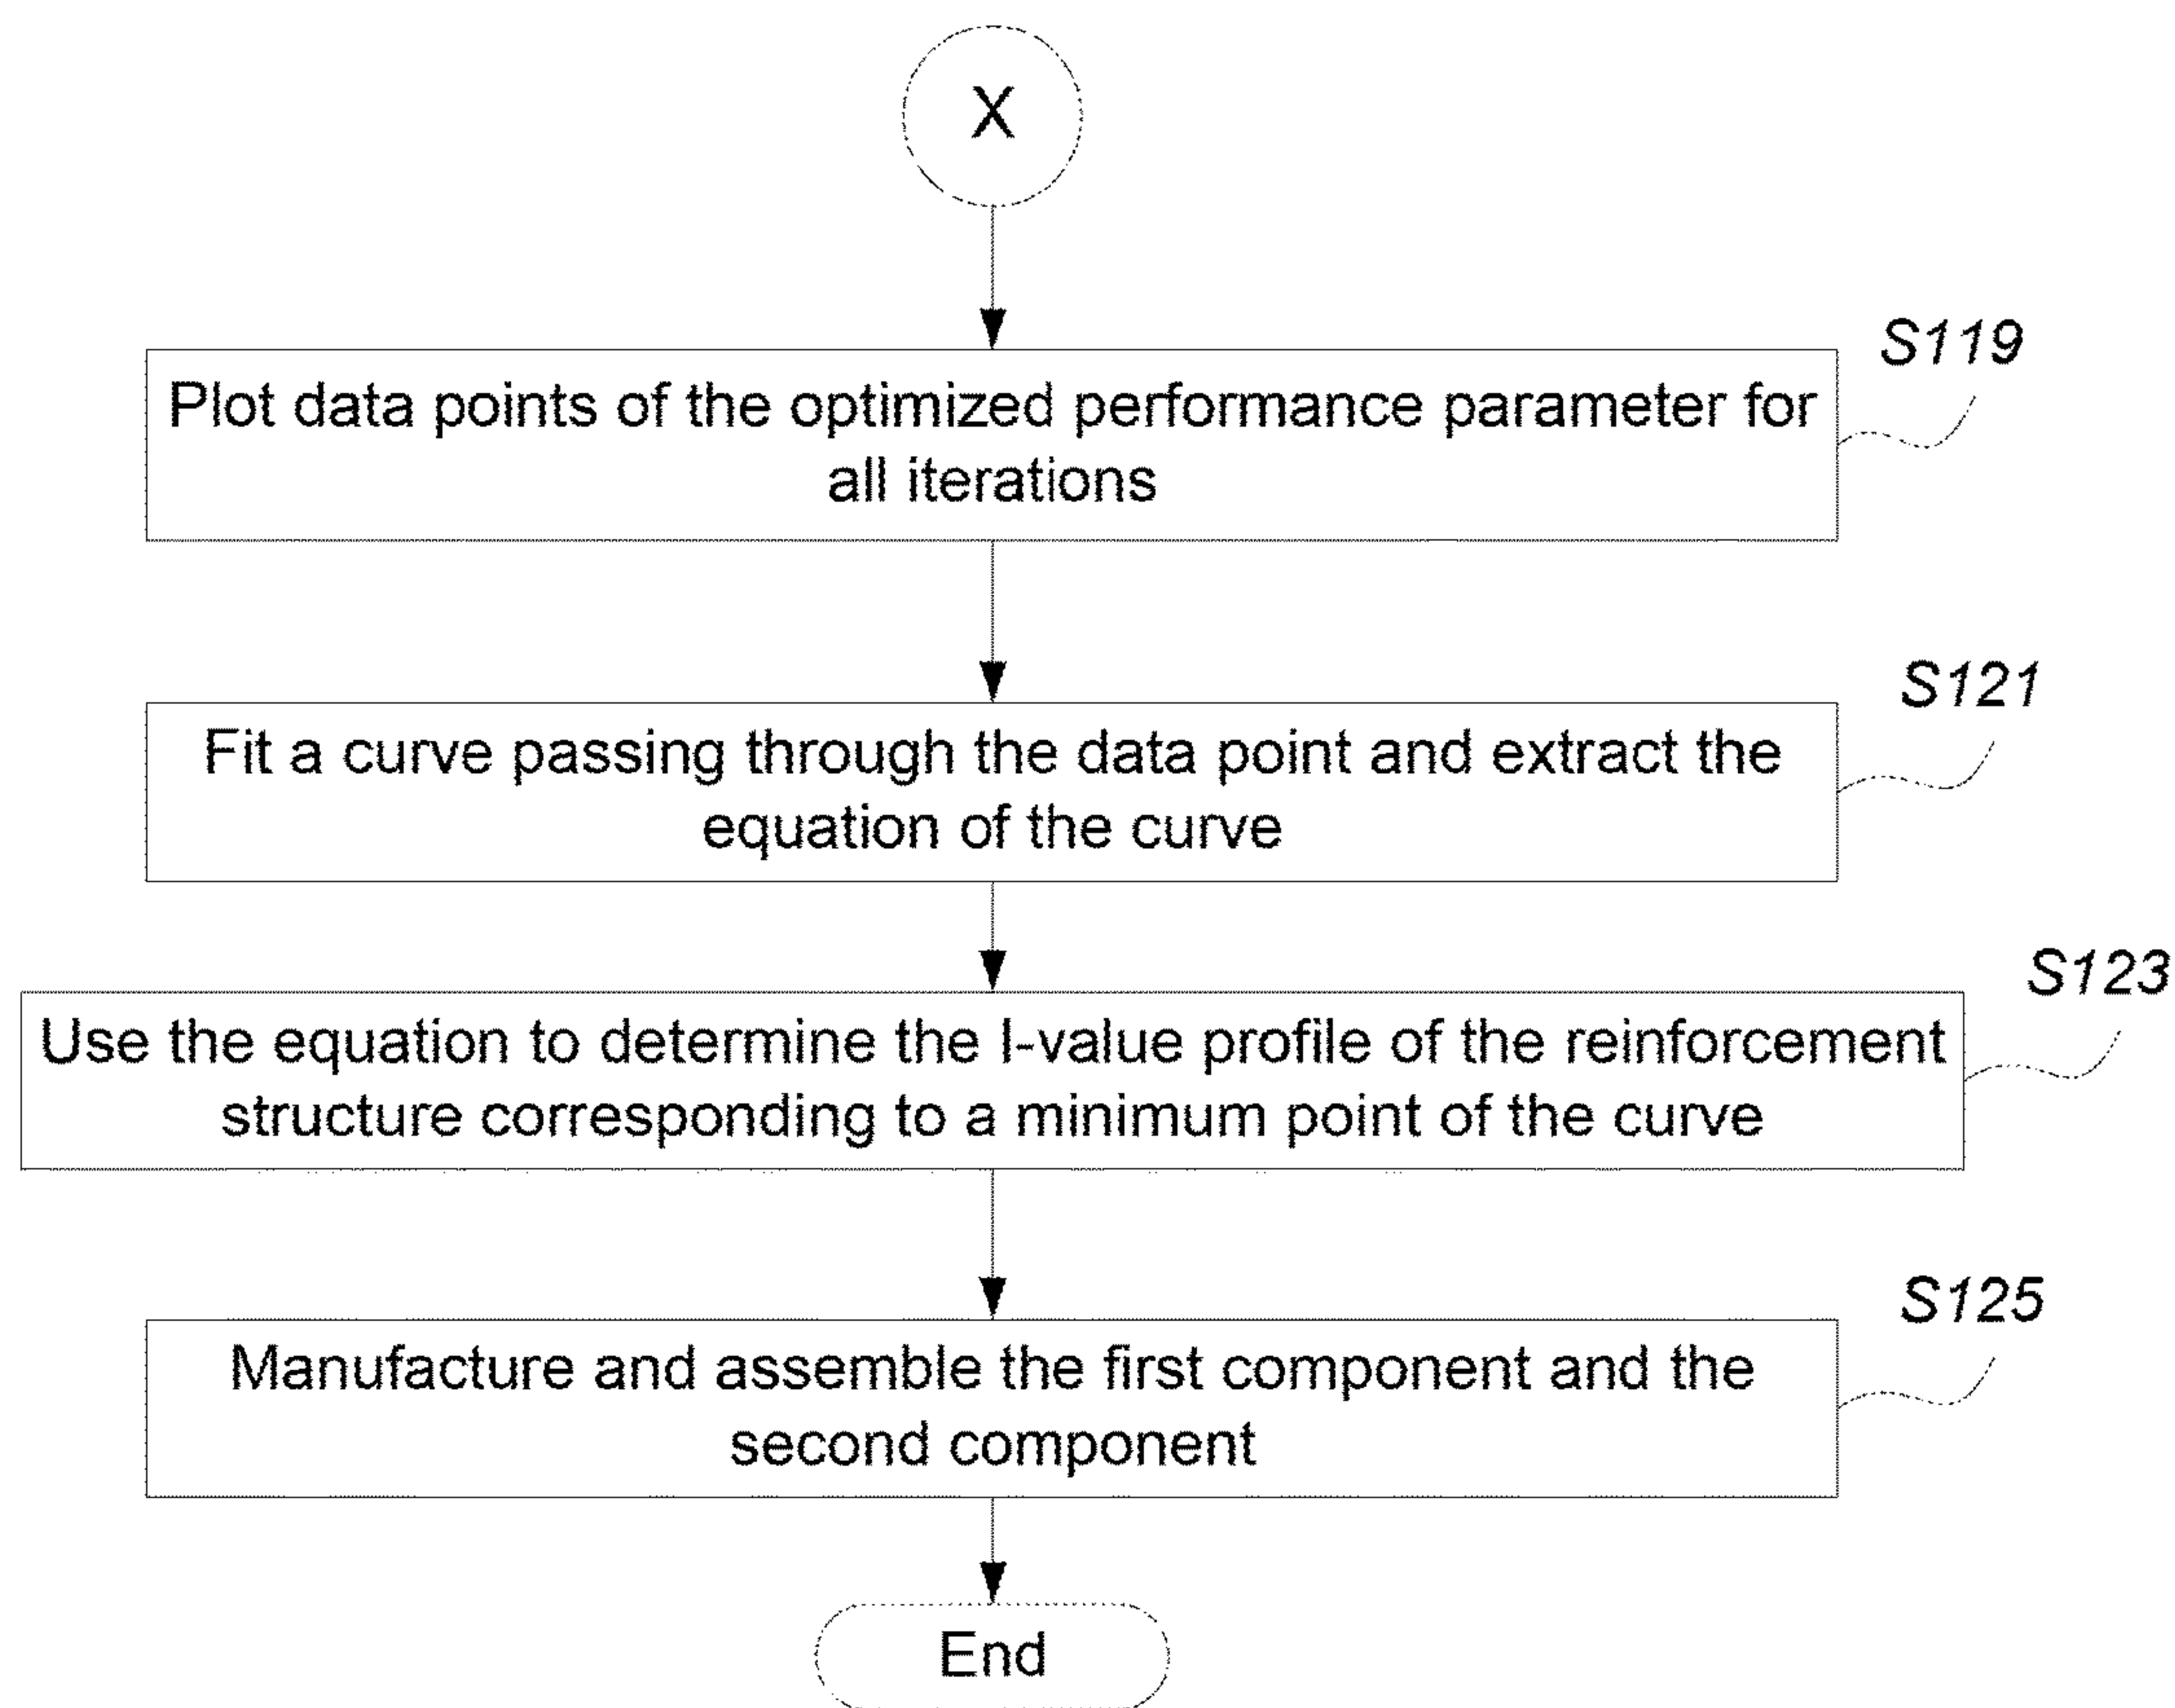 X
S119
Plot data points of the optimized performance parameter for
all iterations
S121
Fit a curve passing through the data point and extract the
equation of the curve
S123
Use the equation to determine the I-value profile of the reinforcement
structure corresponding to a minimum point of the curve
S125
Manufacture and assemble the first component and the
second component
End